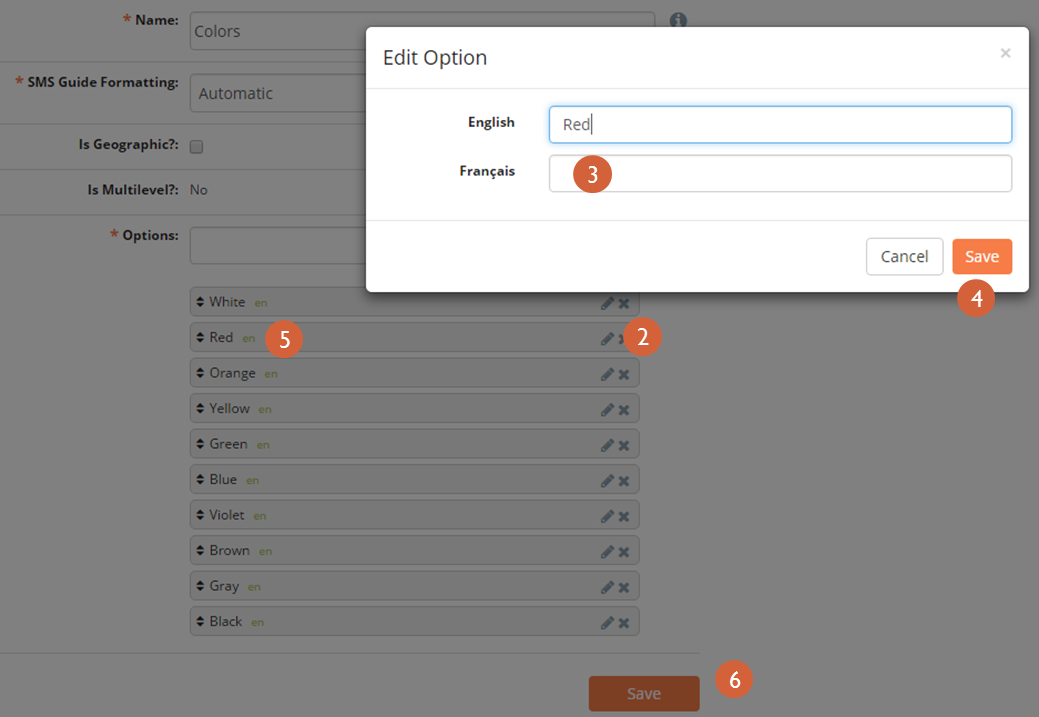 * Name: Colors
Edit Option ×
* SMS Guide Formatting: Automatic
English Red
Is Geographic?:
Français 3
Is Multilevel?: No
* Options:
Cancel Save
4
White en
Red en 5 2
Orange en
Yellow en
Green en
Blue en
Violet en
Brown en
Gray en
Black en
Save 6